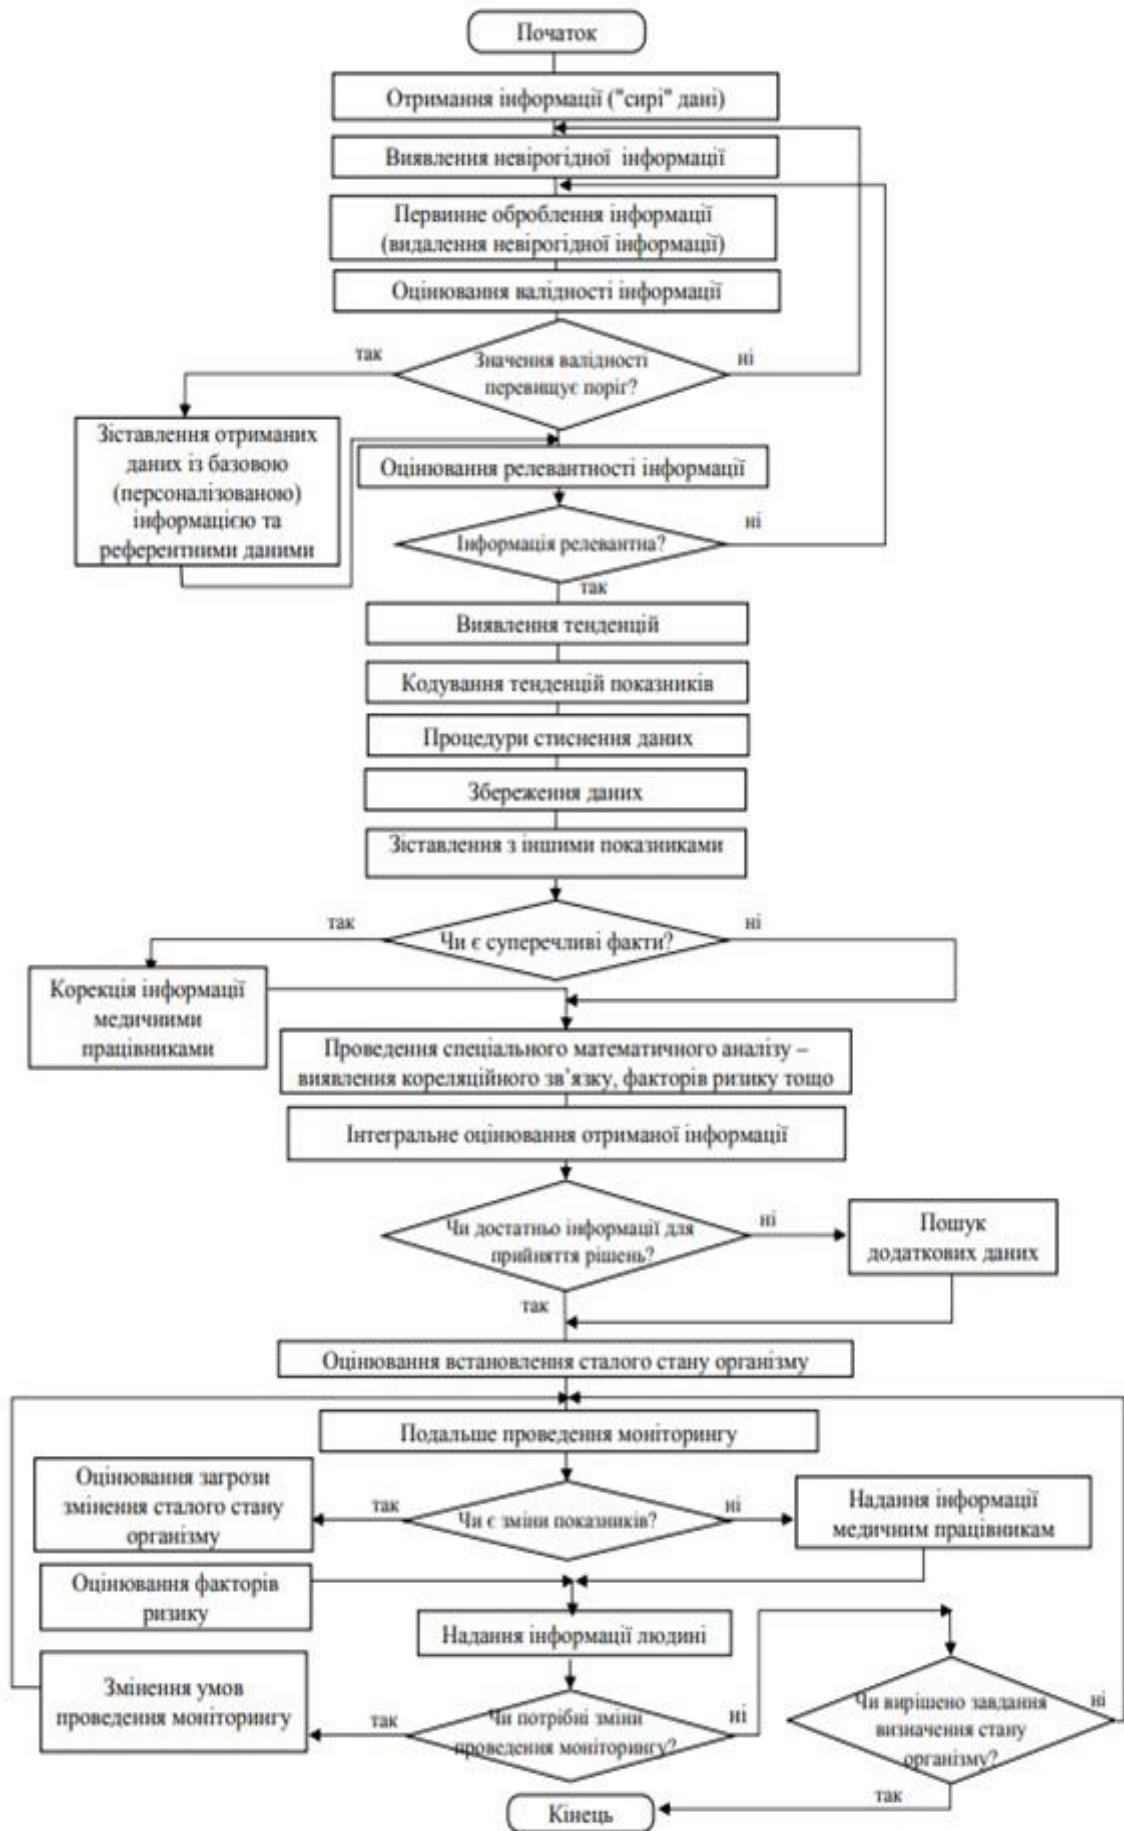 Початок
Отримання інформації ("сирі" дані)
Виявлення невірогідної інформації
Первинне оброблення інформації
(видалення невірогідної інформації)
Оцінювання валідності інформації
так
Значення валідності
перевищує поріг?
ні
Зіставлення отриманих
даних із базовою
(персоналізованою)
інформацією та
референтними даними
Оцінювання релевантності інформації
Інформація релевантна?
ні
так
Виявлення тенденцій
Кодування тенденцій показників
Процедури стиснення даних
Збереження даних
Зіставлення з іншими показниками
так
Чи є суперечливі факти?
ні
Корекція інформації
медичними
працівниками
Проведення спеціального математичного аналізу –
виявлення кореляційного зв’язку, факторів ризику тощо
Інтегральне оцінювання отриманої інформації
Чи достатньо інформації для
прийняття рішень?
ні
Пошук
додаткових даних
так
Оцінювання встановлення сталого стану організму
Подальше проведення моніторингу
Оцінювання загрози
змінення сталого стану
організму
так
Чи є зміни показників?
ні
Надання інформації
медичним працівникам
Оцінювання факторів
ризику
Надання інформації людині
Змінення умов
проведення моніторингу
так
Чи потрібні зміни
проведення моніторингу?
ні
Чи вирішено завдання
визначення стану
організму?
ні
так
Кінець